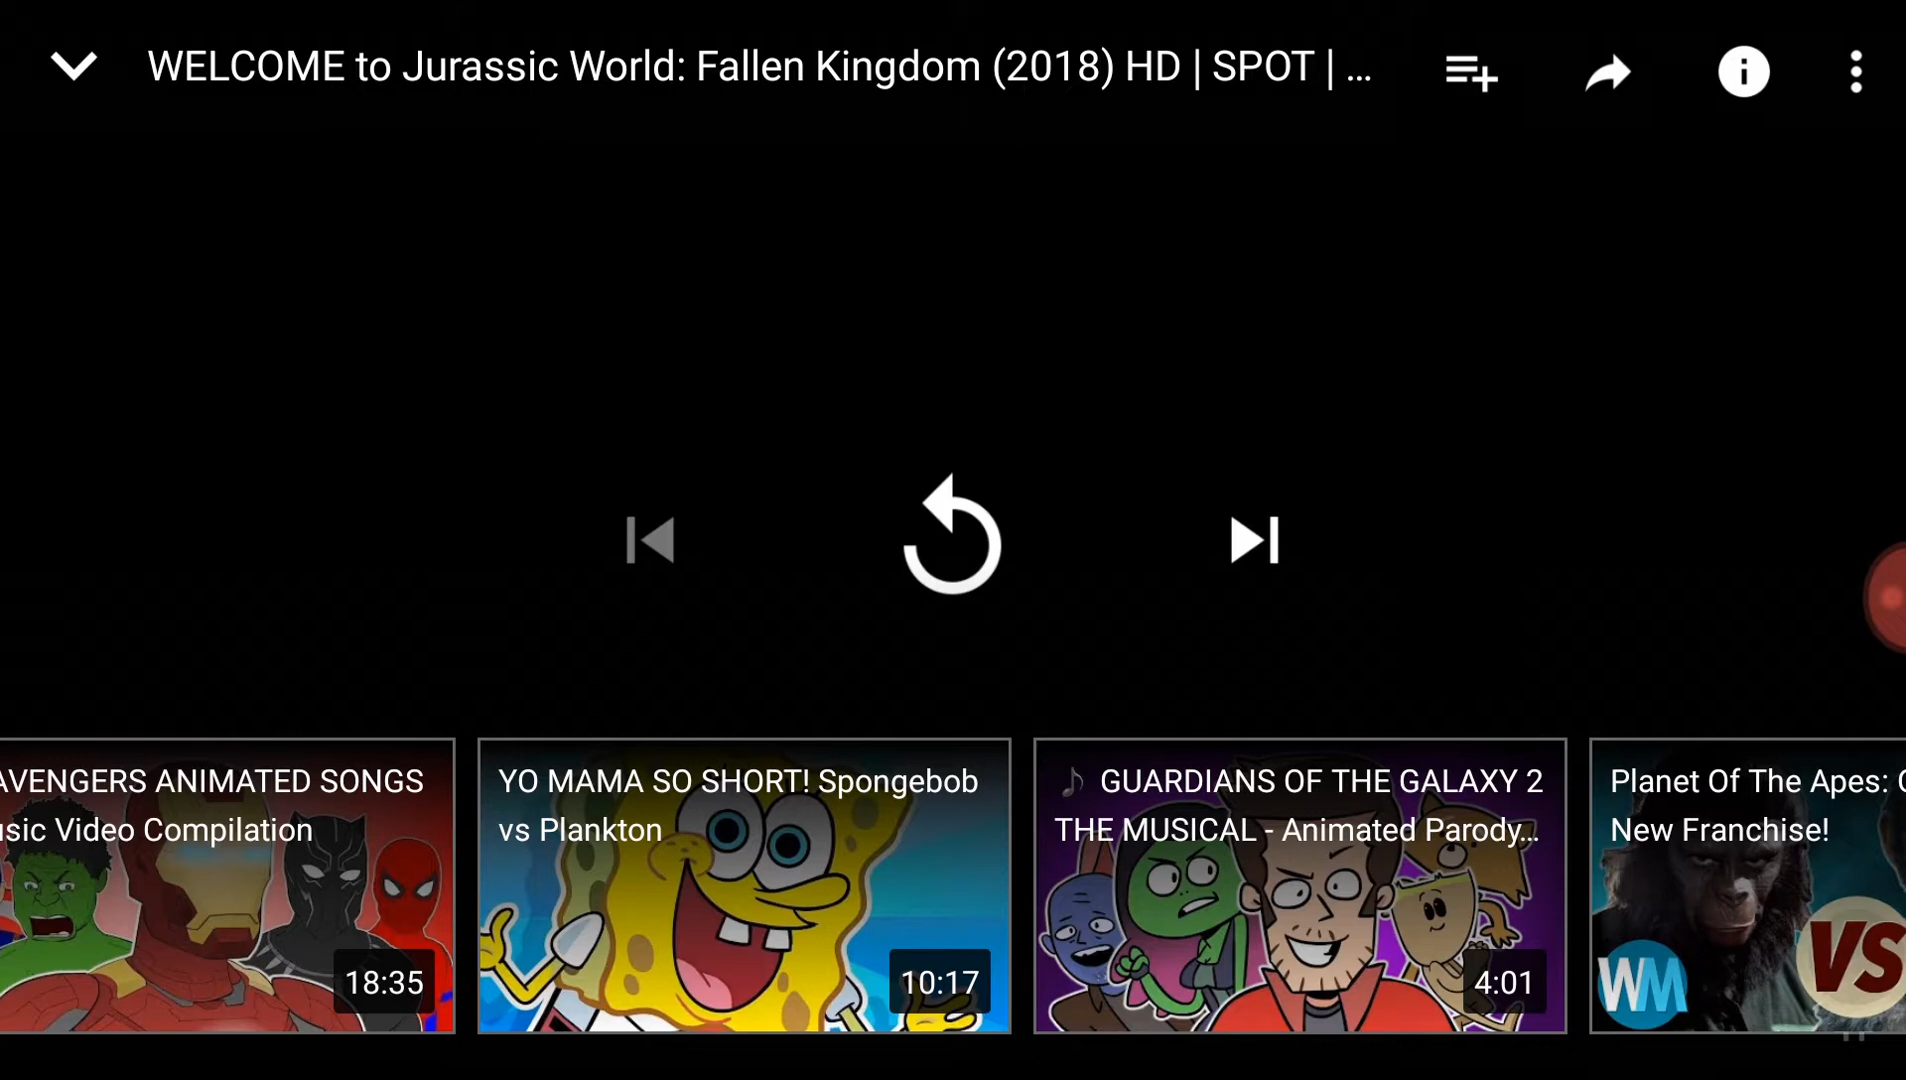 WELCOME to Jurassic World: Fallen Kingdom (2018) HD | SPOT | ...
AVENGERS ANIMATED SONGS
usic Video Compilation
18:35
YO MAMA SO SHORT! Spongebob
vs Plankton
10:17
GUARDIANS OF THE GALAXY 2
THE MUSICAL - Animated Parody...
4:01
Planet Of The Apes:
New Franchise!
WM
VS